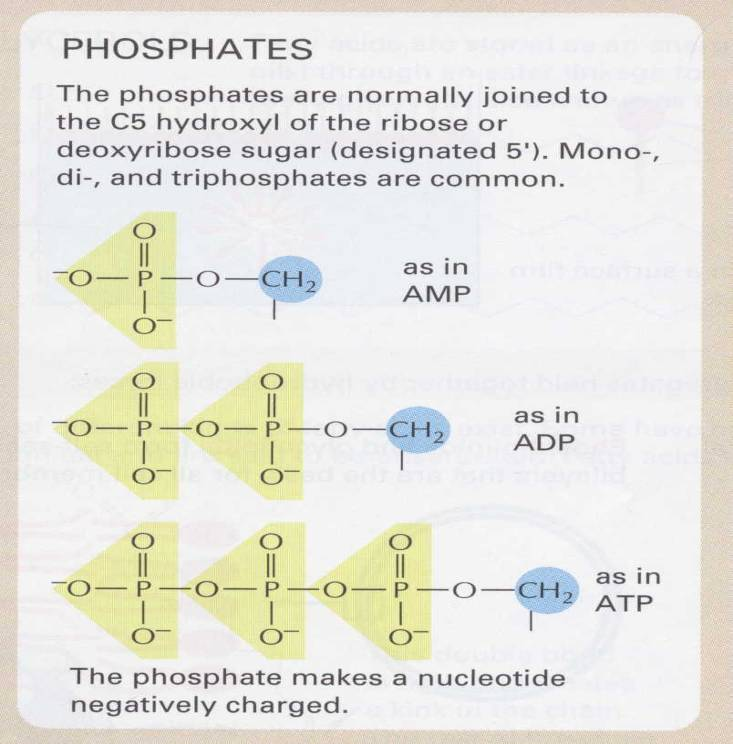 PHOSPHATES
The phosphates are normally joined to
the C5 hydroxyl of the ribose or
deoxyribose sugar (designated 5'). Mono-,
di-, and triphosphates are common.
O
⁻O—P—O—CH₂
O⁻
as in
AMP
O O
⁻O—P—O—P—O—CH₂
O⁻ O⁻
as in
ADP
O O O
⁻O—P—O—P—O—P—O—CH₂
O⁻ O⁻ O⁻
as in
ATP
The phosphate makes a nucleotide
negatively charged.